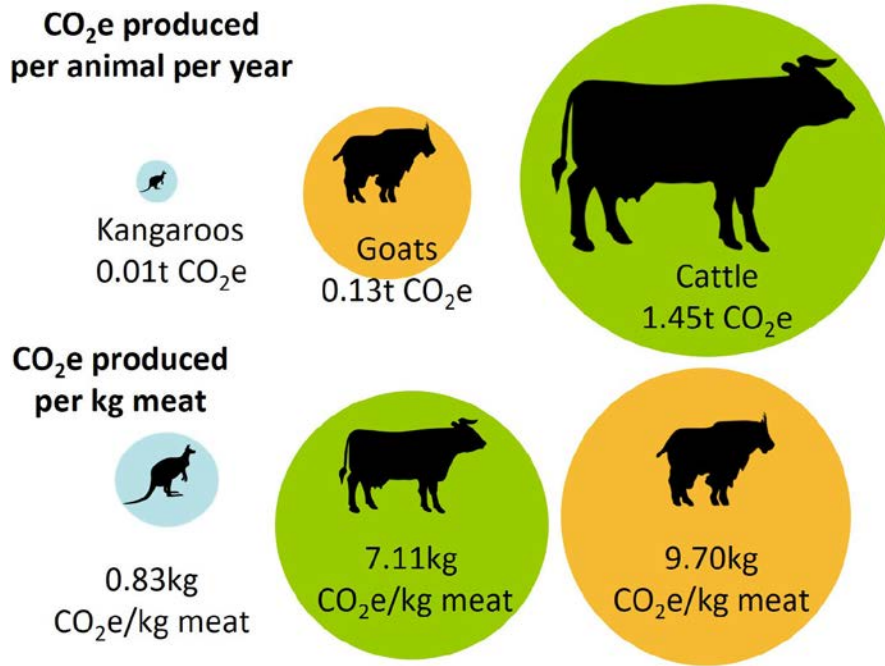 CO₂e produced
per animal per year
Kangaroos
0.01t CO₂e
Goats
0.13t CO₂e
Cattle
1.45t CO₂e
CO₂e produced
per kg meat
0.83kg
CO₂e/kg meat
7.11kg
CO₂e/kg meat
9.70kg
CO₂e/kg meat